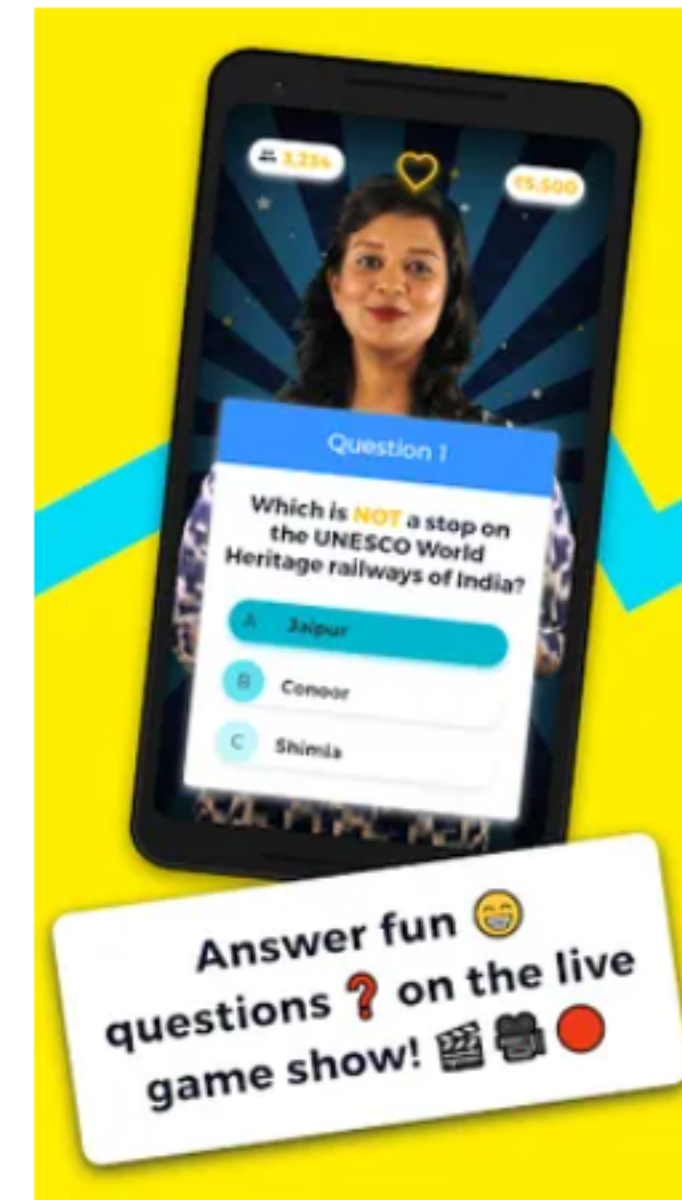 3,254
₹5,500
Question 1
Which is NOT a stop on
the UNESCO World
Heritage railways of India?
A Jaipur
B Conoor
C Shimla
Answer fun 😁
questions ❓ on the live
game show! 🎬 🎥 🔴